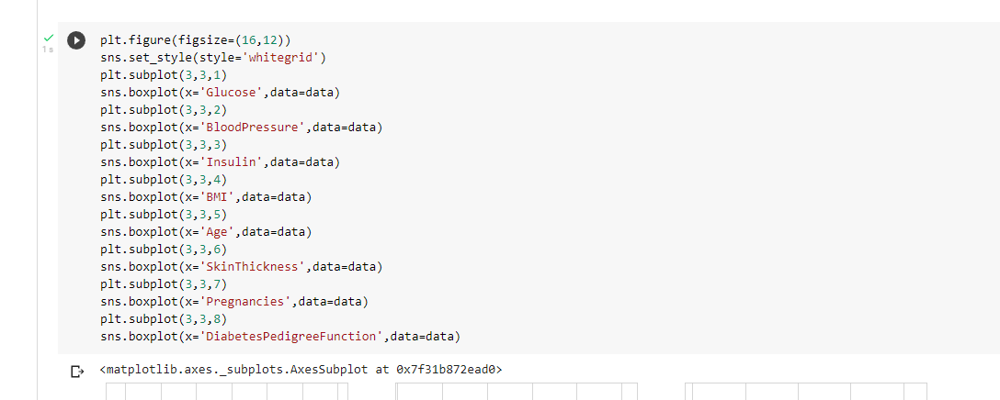 1s
plt.figure(figsize=(16,12))
sns.set_style(style='whitegrid')
plt.subplot(3,3,1)
sns.boxplot(x='Glucose',data=data)
plt.subplot(3,3,2)
sns.boxplot(x='BloodPressure',data=data)
plt.subplot(3,3,3)
sns.boxplot(x='Insulin',data=data)
plt.subplot(3,3,4)
sns.boxplot(x='BMI',data=data)
plt.subplot(3,3,5)
sns.boxplot(x='Age',data=data)
plt.subplot(3,3,6)
sns.boxplot(x='SkinThickness',data=data)
plt.subplot(3,3,7)
sns.boxplot(x='Pregnancies',data=data)
plt.subplot(3,3,8)
sns.boxplot(x='DiabetesPedigreeFunction',data=data)
<matplotlib.axes._subplots.AxesSubplot at 0x7f31b872ead0>